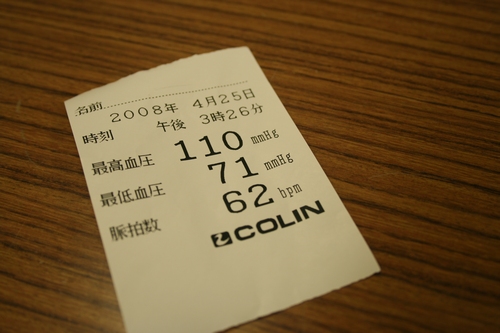 名前
2008年 4月25日
時刻 午後 3時26分
最高血圧 110 mmHg
最低血圧 71 mmHg
脈拍数 62 bpm
COLIN